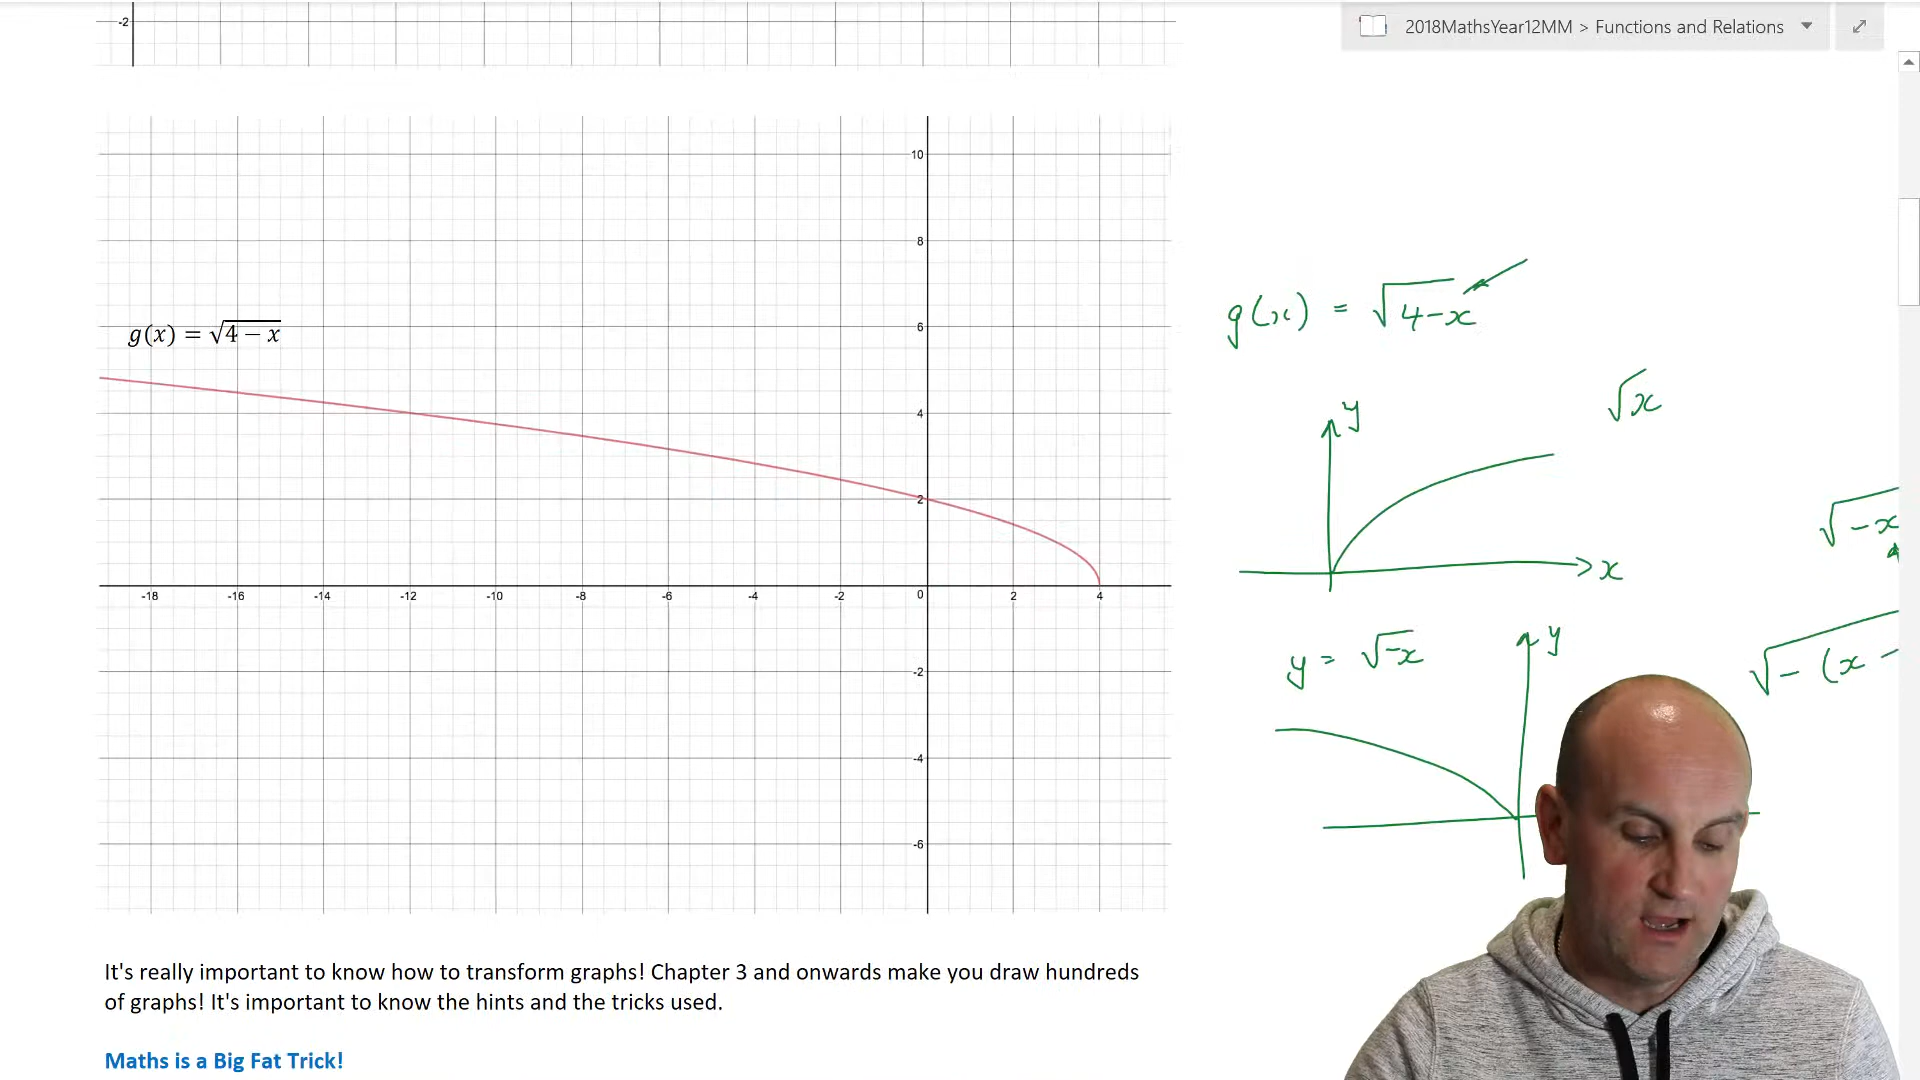 -2
2018MathsYear12MM > Functions and Relations
10
8
g(x) = √4 − x
6
4
2
-18 -16 -14 -12 -10 -8 -6 -4 -2 0 2 4
-2
-4
-6
g(x) = √4-x
√x
y
x
√-x
y = √-x
y
√-(x -
It's really important to know how to transform graphs! Chapter 3 and onwards make you draw hundreds
of graphs! It's important to know the hints and the tricks used.
Maths is a Big Fat Trick!